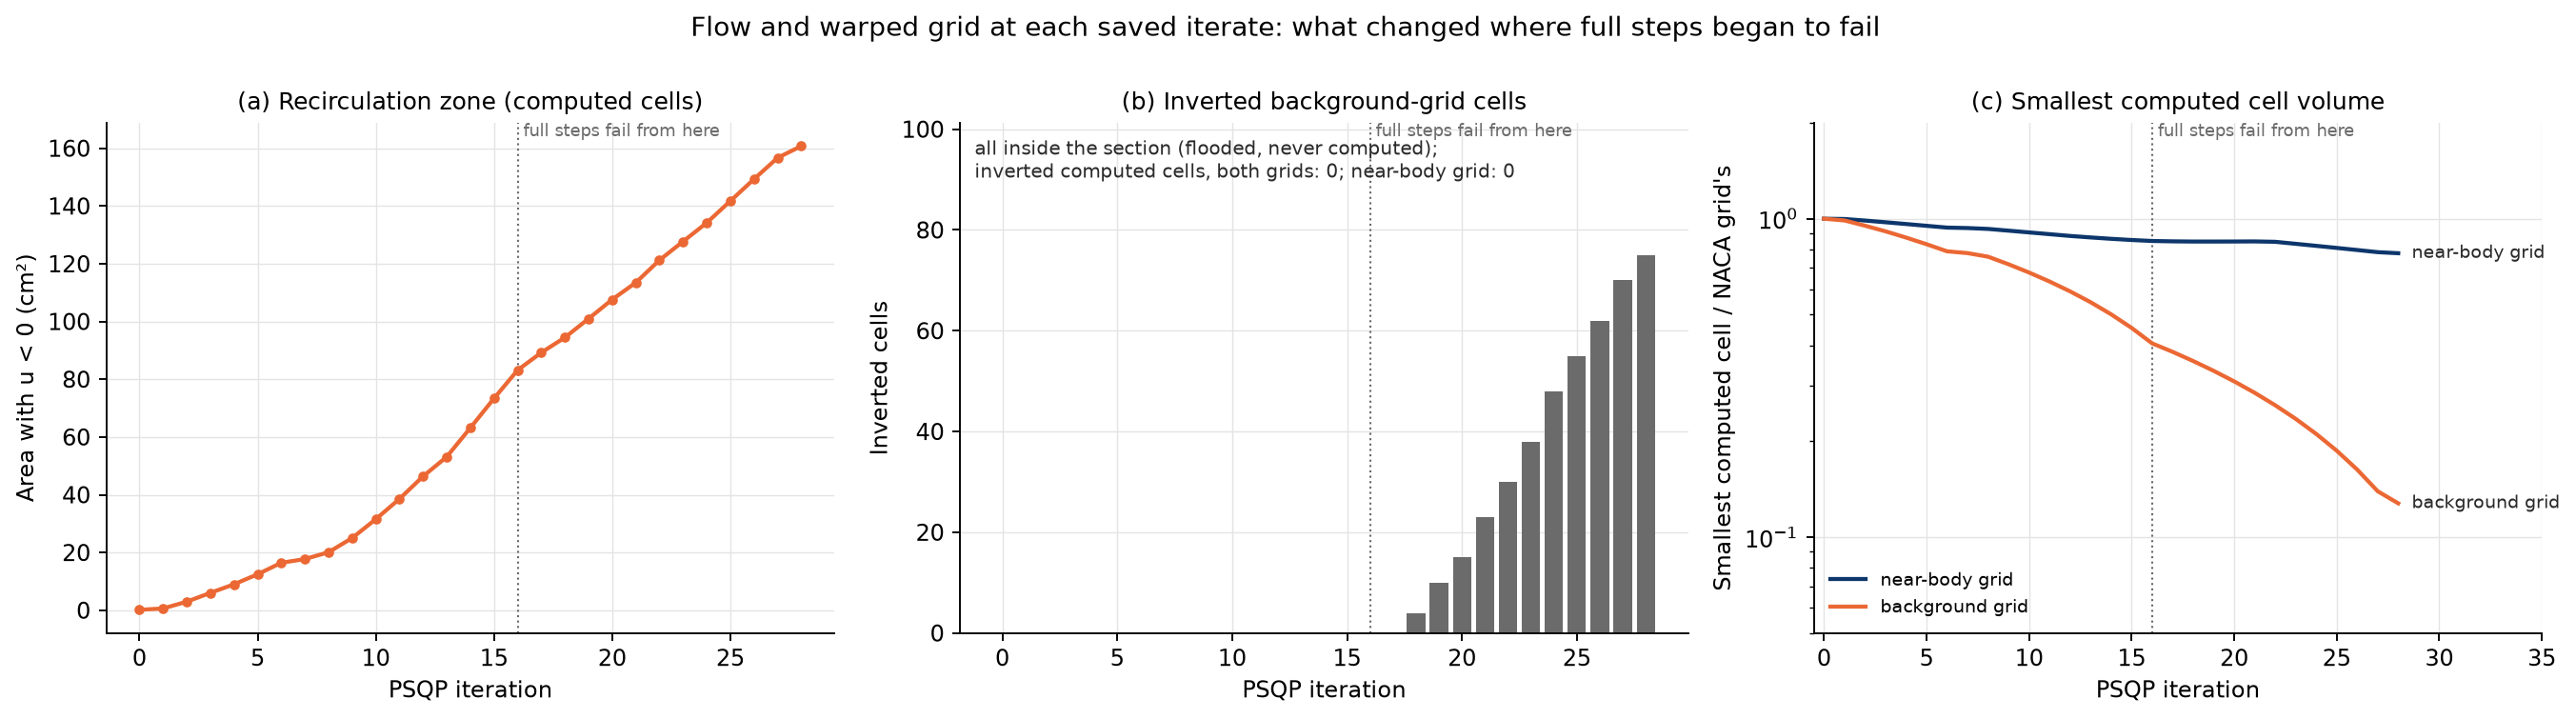 Flow and warped grid at each saved iterate: what changed where full steps began to fail
(a) Recirculation zone (computed cells)
full steps fail from here
Area with u < 0 (cm²)
160
140
120
100
80
60
40
20
0
0 5 10 15 20 25
PSQP iteration
(b) Inverted background-grid cells
full steps fail from here
all inside the section (flooded, never computed);
inverted computed cells, both grids: 0; near-body grid: 0
Inverted cells
100
80
60
40
20
0
0 5 10 15 20 25
PSQP iteration
(c) Smallest computed cell volume
full steps fail from here
Smallest computed cell / NACA grid's
10⁰
10⁻¹
near-body grid
background grid
near-body grid
background grid
0 5 10 15 20 25 30 35
PSQP iteration